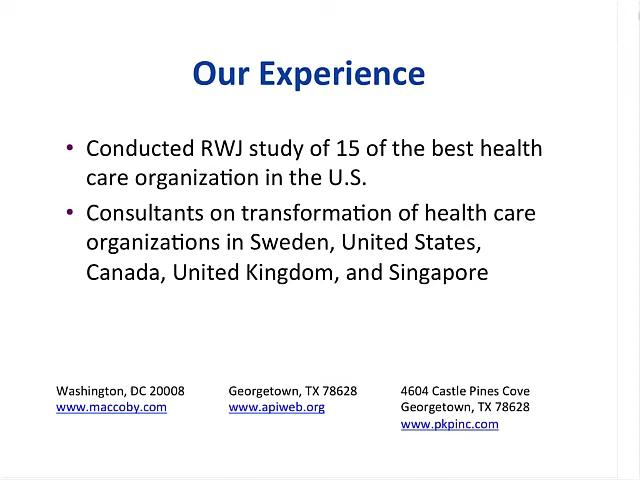 Our Experience
• Conducted RWJ study of 15 of the best health
care organization in the U.S.
• Consultants on transformation of health care
organizations in Sweden, United States,
Canada, United Kingdom, and Singapore
Washington, DC 20008
www.maccoby.com
Georgetown, TX 78628
www.apiweb.org
4604 Castle Pines Cove
Georgetown, TX 78628
www.pkpinc.com